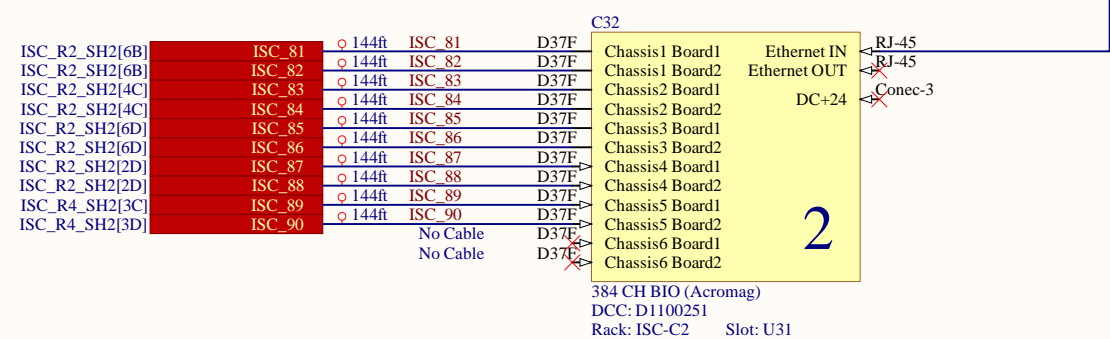 C32
ISC_R2_SH2[6B] ISC_81 144ft ISC_81 D37F Chassis1 Board1 Ethernet IN RJ-45
ISC_R2_SH2[6B] ISC_82 144ft ISC_82 D37F Chassis1 Board2 Ethernet OUT RJ-45
ISC_R2_SH2[4C] ISC_83 144ft ISC_83 D37F Chassis2 Board1
ISC_R2_SH2[4C] ISC_84 144ft ISC_84 D37F Chassis2 Board2 DC+24 Conec-3
ISC_R2_SH2[6D] ISC_85 144ft ISC_85 D37F Chassis3 Board1
ISC_R2_SH2[6D] ISC_86 144ft ISC_86 D37F Chassis3 Board2
ISC_R2_SH2[2D] ISC_87 144ft ISC_87 D37F Chassis4 Board1
ISC_R2_SH2[2D] ISC_88 144ft ISC_88 D37F Chassis4 Board2
ISC_R4_SH2[3C] ISC_89 144ft ISC_89 D37F Chassis5 Board1
ISC_R4_SH2[3D] ISC_90 144ft ISC_90 D37F Chassis5 Board2
No Cable D37F Chassis6 Board1
No Cable D37F Chassis6 Board2
2
384 CH BIO (Acromag)
DCC: D1100251
Rack: ISC-C2 Slot: U31